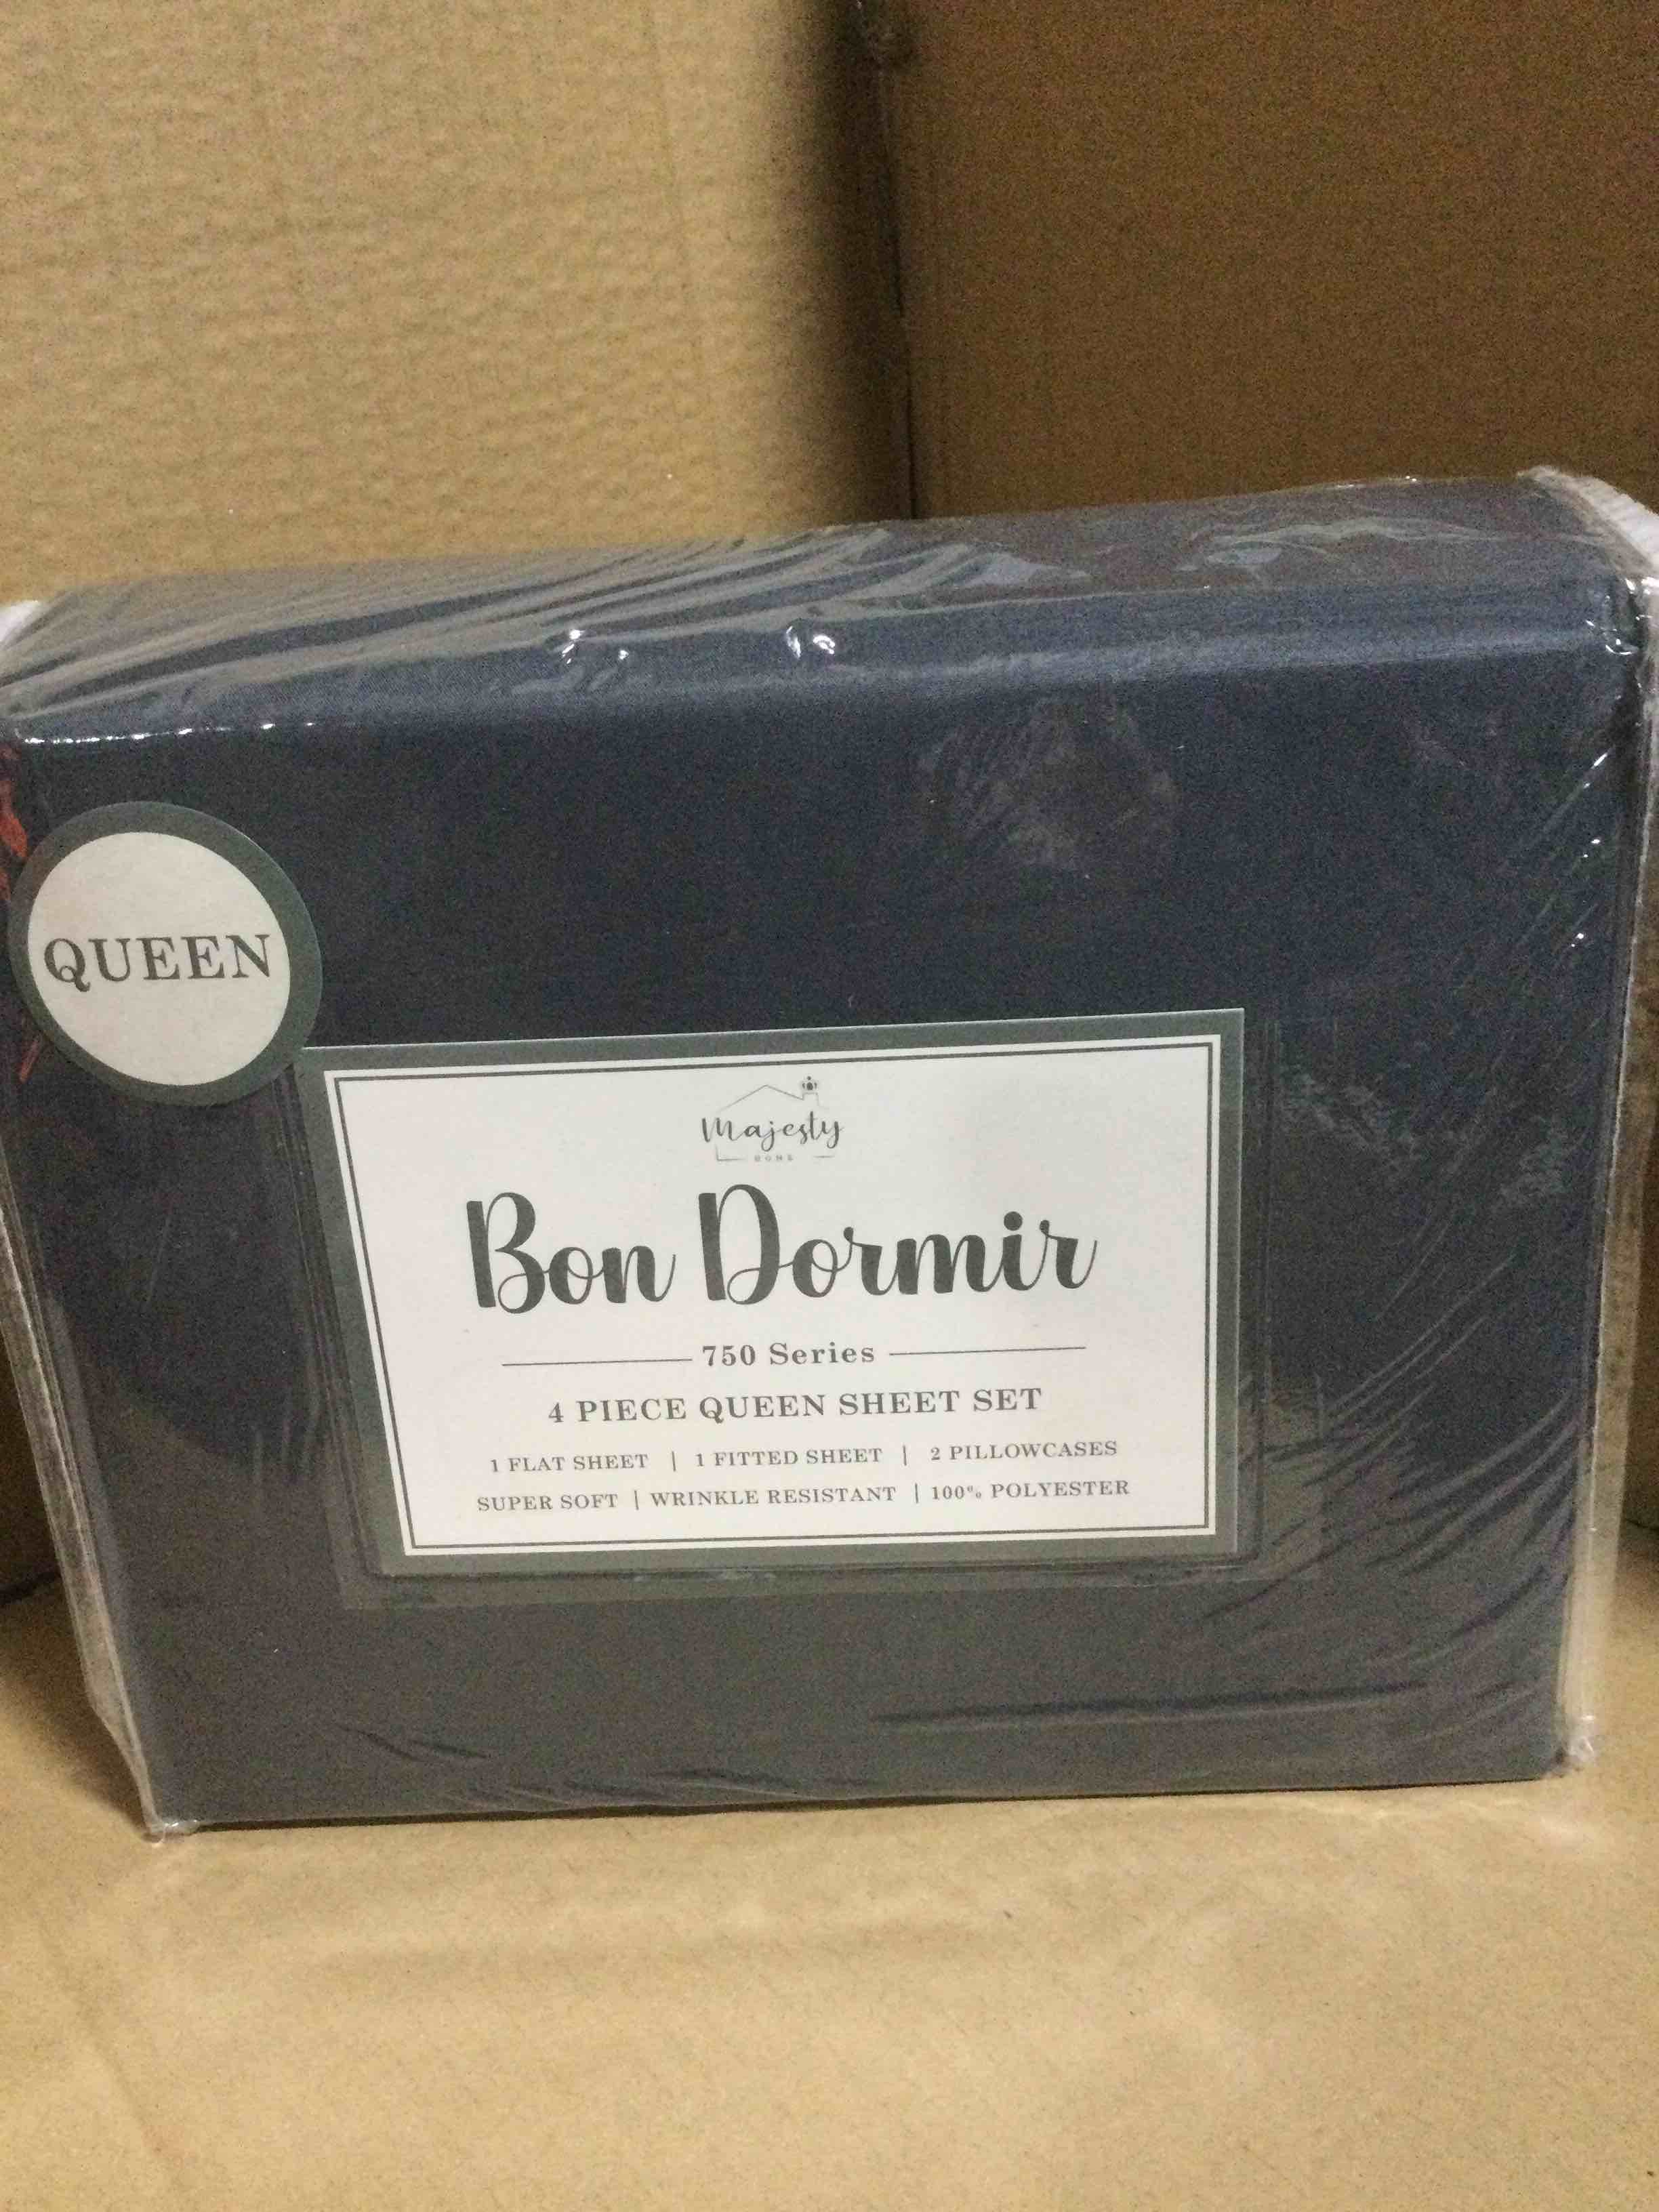 QUEEN
Majesty
HOME
Bon Dormir
750 Series
4 PIECE QUEEN SHEET SET
1 FLAT SHEET | 1 FITTED SHEET | 2 PILLOWCASES
SUPER SOFT | WRINKLE RESISTANT | 100% POLYESTER